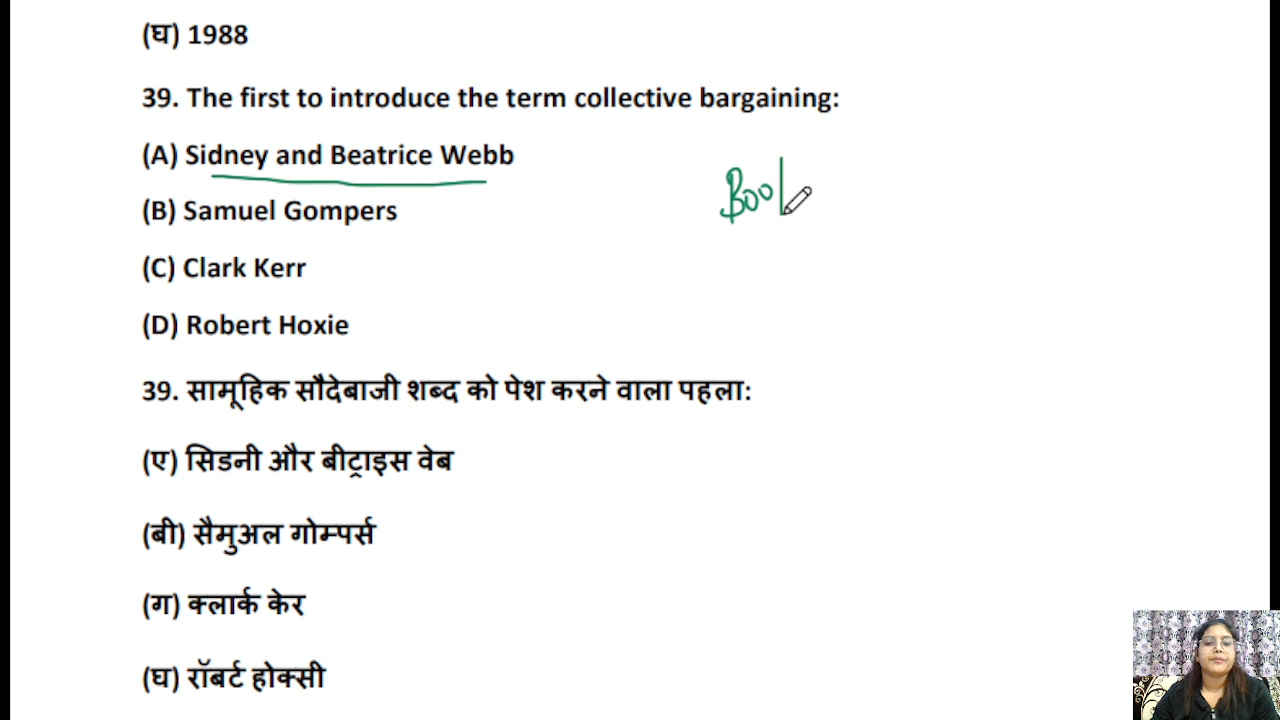 (घ) 1988
39. The first to introduce the term collective bargaining:
(A) Sidney and Beatrice Webb
(B) Samuel Gompers
(C) Clark Kerr
(D) Robert Hoxie
39. सामूहिक सौदेबाजी शब्द को पेश करने वाला पहला:
(ए) सिडनी और बीट्राइस वेब
(बी) सैमुअल गोम्पर्स
(ग) क्लार्क केर
(घ) रॉबर्ट होक्सी